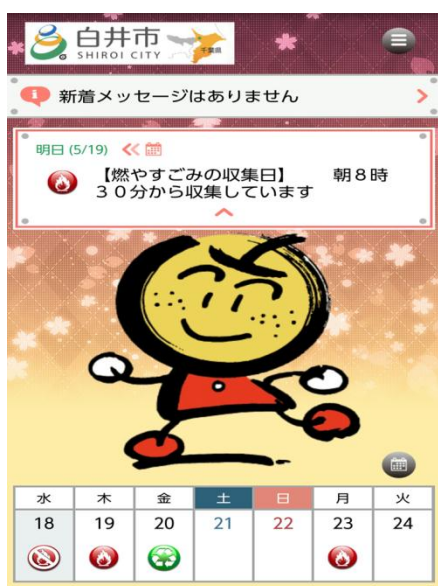 白井市
SHIROI CITY
千葉県
新着メッセージはありません
明日 (5/19)
【燃やすごみの収集日】 朝８時
３０分から収集しています
水 木 金 土 日 月 火
18 19 20 21 22 23 24